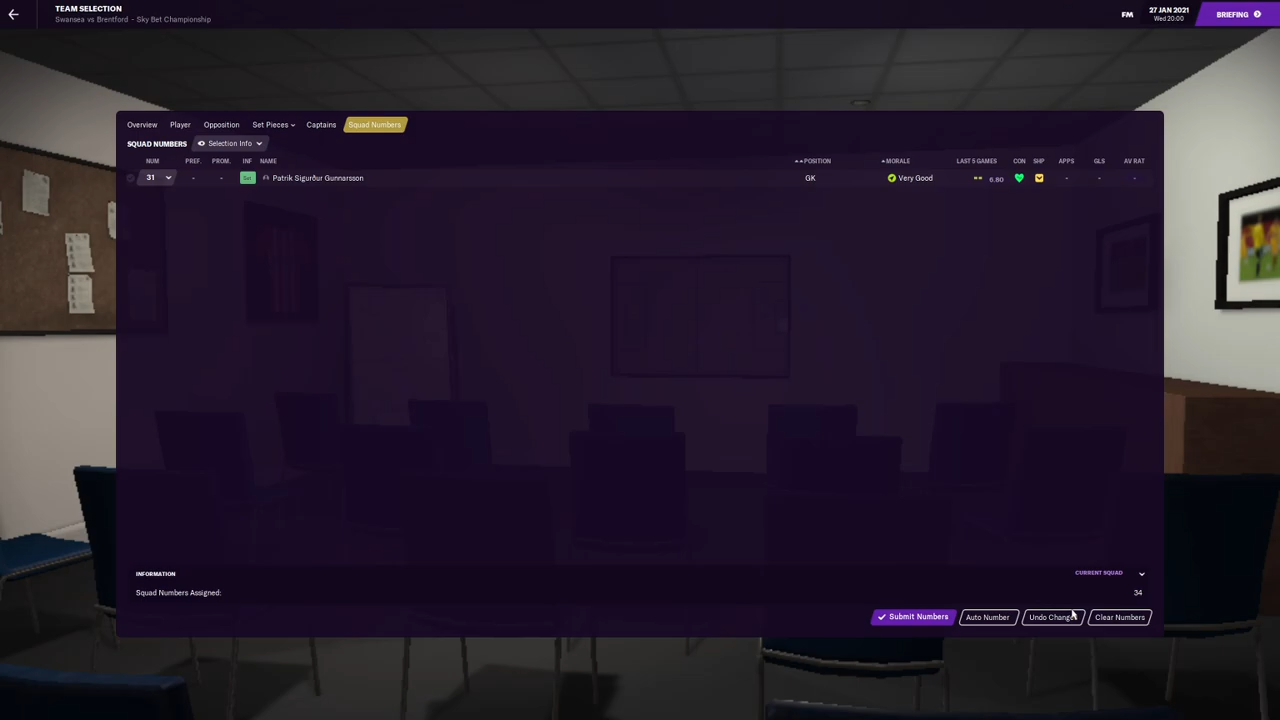 TEAM SELECTION
Swansea vs Brentford - Sky Bet Championship
FM
27 JAN 2021
Wed 20:00
BRIEFING
Overview Player Opposition Set Pieces Captains Squad Numbers
SQUAD NUMBERS Selection Info
NUM PREF. PROM. INF NAME POSITION MORALE LAST 5 GAMES CON SHP APPS GLS AV RAT
31 - - Patrik Sigurður Gunnarsson GK Very Good 6.80 - - -
INFORMATION CURRENT SQUAD
Squad Numbers Assigned: 34
Submit Numbers Auto Number Undo Changes Clear Numbers